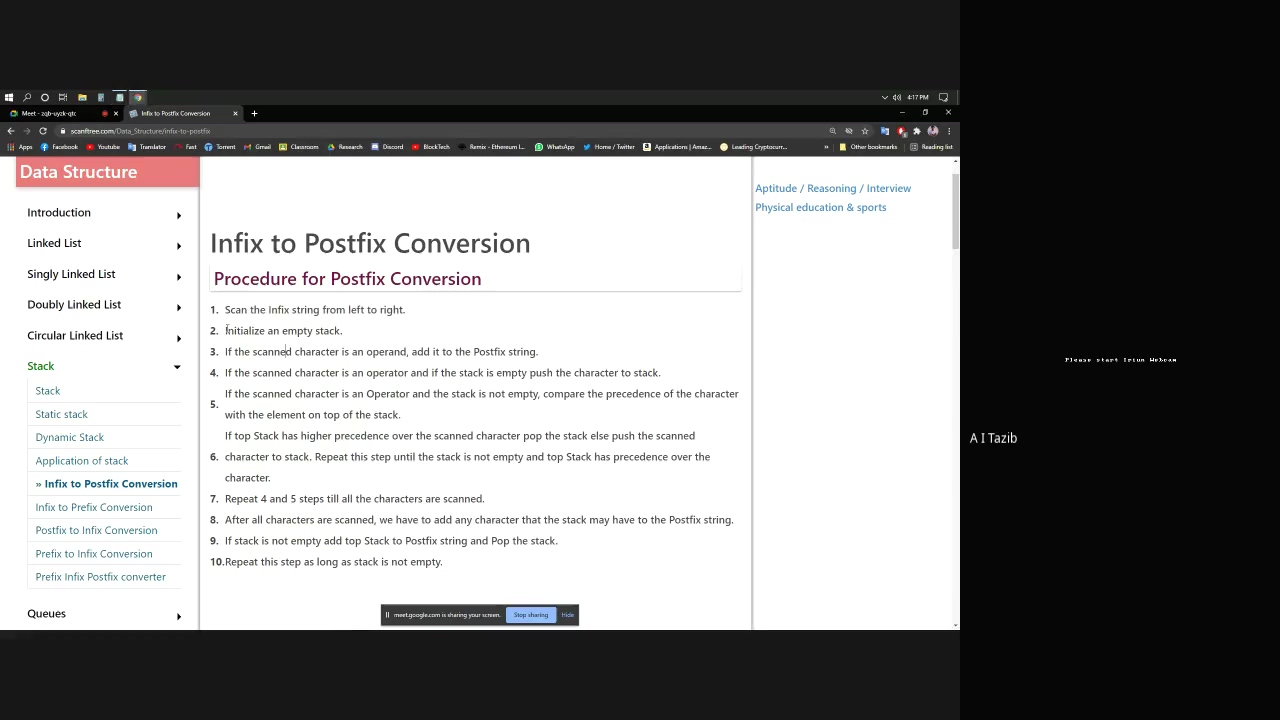 4:17 PM
Meet - zqb-uyzk-qtc
Infix to Postfix Conversion
scanftree.com/Data_Structure/infix-to-postfix
Apps Facebook Youtube Translator Fast Torrent Gmail Classroom Research Discord BlockTech Remix - Ethereum I... WhatsApp Home / Twitter Applications | Amaz... Leading Cryptocurr... » Other bookmarks Reading list
Data Structure
Introduction
Linked List
Singly Linked List
Doubly Linked List
Circular Linked List
Stack
Stack
Static stack
Dynamic Stack
Application of stack
» Infix to Postfix Conversion
Infix to Prefix Conversion
Postfix to Infix Conversion
Prefix to Infix Conversion
Prefix Infix Postfix converter
Queues
Infix to Postfix Conversion
Procedure for Postfix Conversion
1. Scan the Infix string from left to right.
2. Initialize an empty stack.
3. If the scanned character is an operand, add it to the Postfix string.
4. If the scanned character is an operator and if the stack is empty push the character to stack.
If the scanned character is an Operator and the stack is not empty, compare the precedence of the character
5.
with the element on top of the stack.
If top Stack has higher precedence over the scanned character pop the stack else push the scanned
6. character to stack. Repeat this step until the stack is not empty and top Stack has precedence over the
character.
7. Repeat 4 and 5 steps till all the characters are scanned.
8. After all characters are scanned, we have to add any character that the stack may have to the Postfix string.
9. If stack is not empty add top Stack to Postfix string and Pop the stack.
10. Repeat this step as long as stack is not empty.
Aptitude / Reasoning / Interview
Physical education & sports
meet.google.com is sharing your screen. Stop sharing Hide
Please start Iriun Webcam
A I Tazib